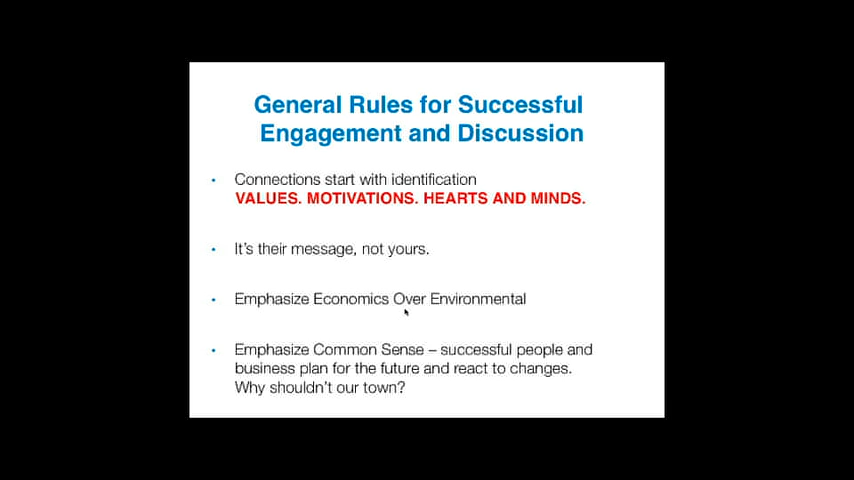 General Rules for Successful
Engagement and Discussion
• Connections start with identification
VALUES. MOTIVATIONS. HEARTS AND MINDS.
• It's their message, not yours.
• Emphasize Economics Over Environmental
• Emphasize Common Sense – successful people and
business plan for the future and react to changes.
Why shouldn't our town?